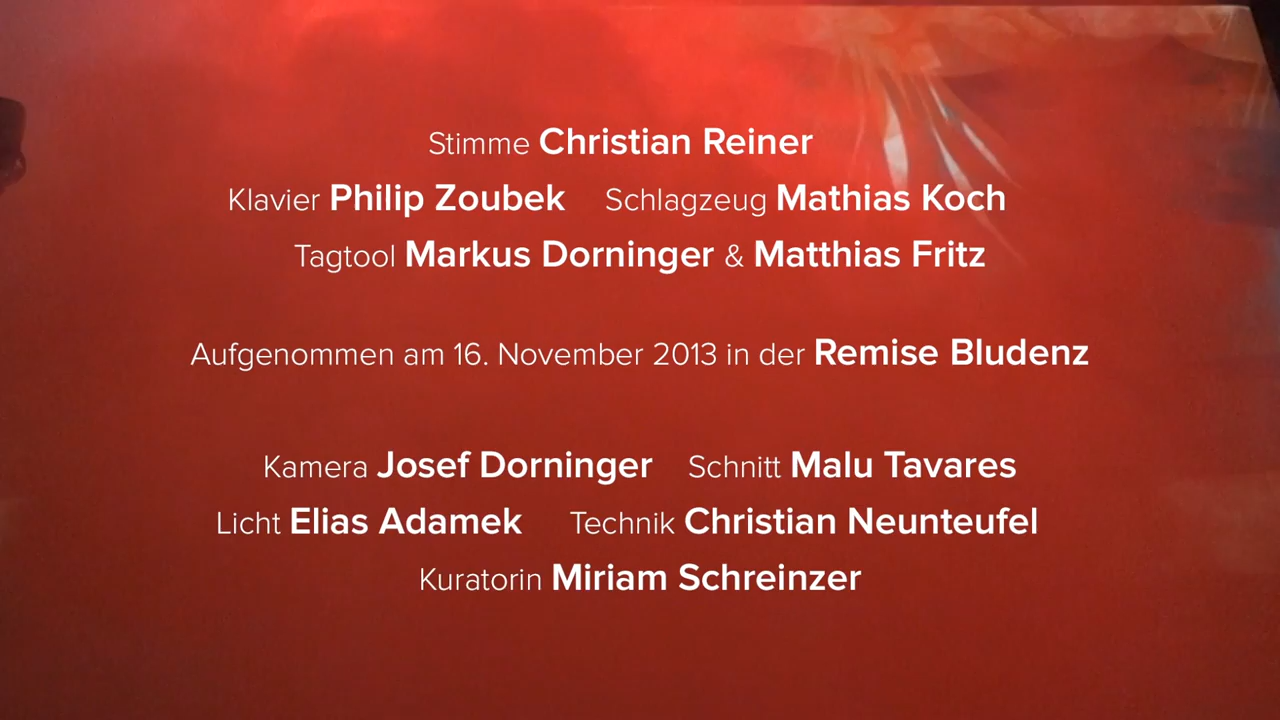 Stimme Christian Reiner
Klavier Philip Zoubek Schlagzeug Mathias Koch
Tagtool Markus Dorninger & Matthias Fritz
Aufgenommen am 16. November 2013 in der Remise Bludenz
Kamera Josef Dorninger Schnitt Malu Tavares
Licht Elias Adamek Technik Christian Neunteufel
Kuratorin Miriam Schreinzer